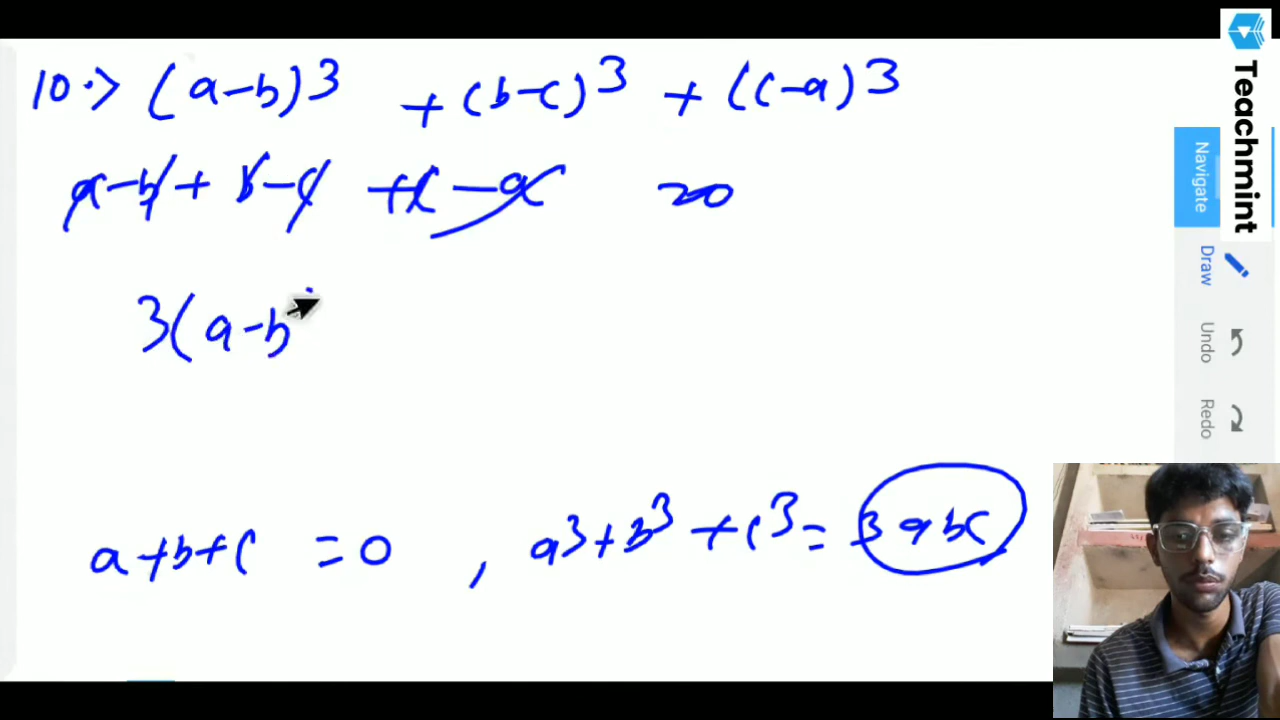 10.> (a-b)3 + (b-c)3 + (c-a)3
a-b + b-c +c-a =0
3(a-b
a+b+c =0 , a3+b3+c3= 3abc
Teachmint
Navigate
Draw
Undo
Redo